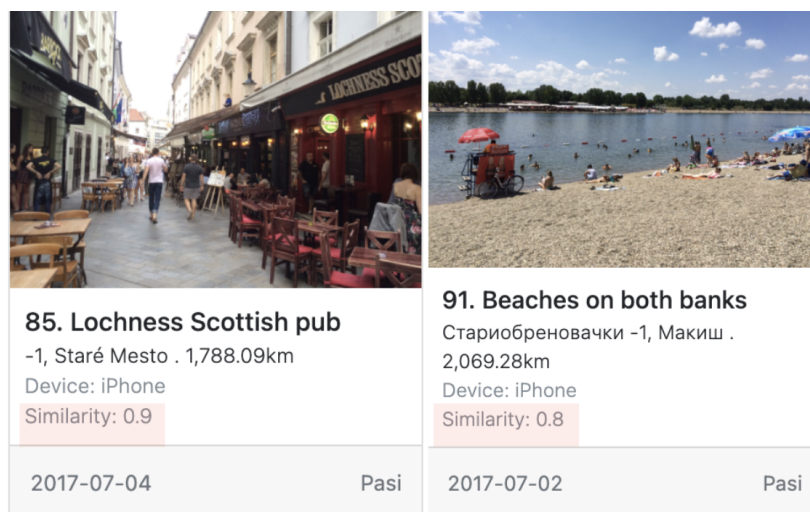 LOCHNESS SCO
85. Lochness Scottish pub
-1, Staré Mesto . 1,788.09km
Device: iPhone
Similarity: 0.9
2017-07-04 Pasi
91. Beaches on both banks
Стариобреновачки -1, Макиш .
2,069.28km
Device: iPhone
Similarity: 0.8
2017-07-02 Pasi